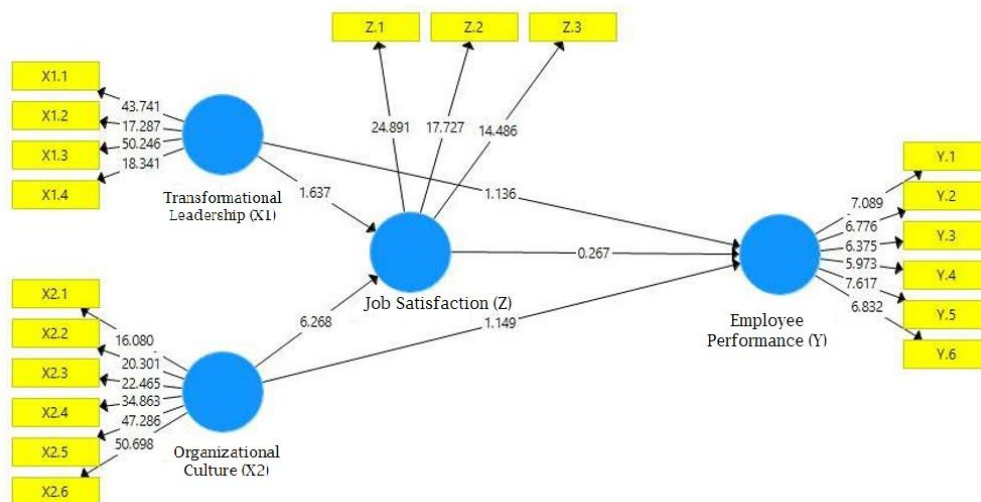 Z.1
Z.2
Z.3
X1.1
X1.2
X1.3
X1.4
43.741
17.287
50.246
18.341
Transformational
Leadership (X1)
24.891
17.727
14.486
1.637
1.136
Job Satisfaction (Z)
0.267
6.268
1.149
X2.1
X2.2
X2.3
X2.4
X2.5
X2.6
16.080
20.301
22.465
34.863
47.286
50.698
Organizational
Culture (X2)
Employee
Performance (Y)
7.089
6.776
6.375
5.973
7.617
6.832
Y.1
Y.2
Y.3
Y.4
Y.5
Y.6